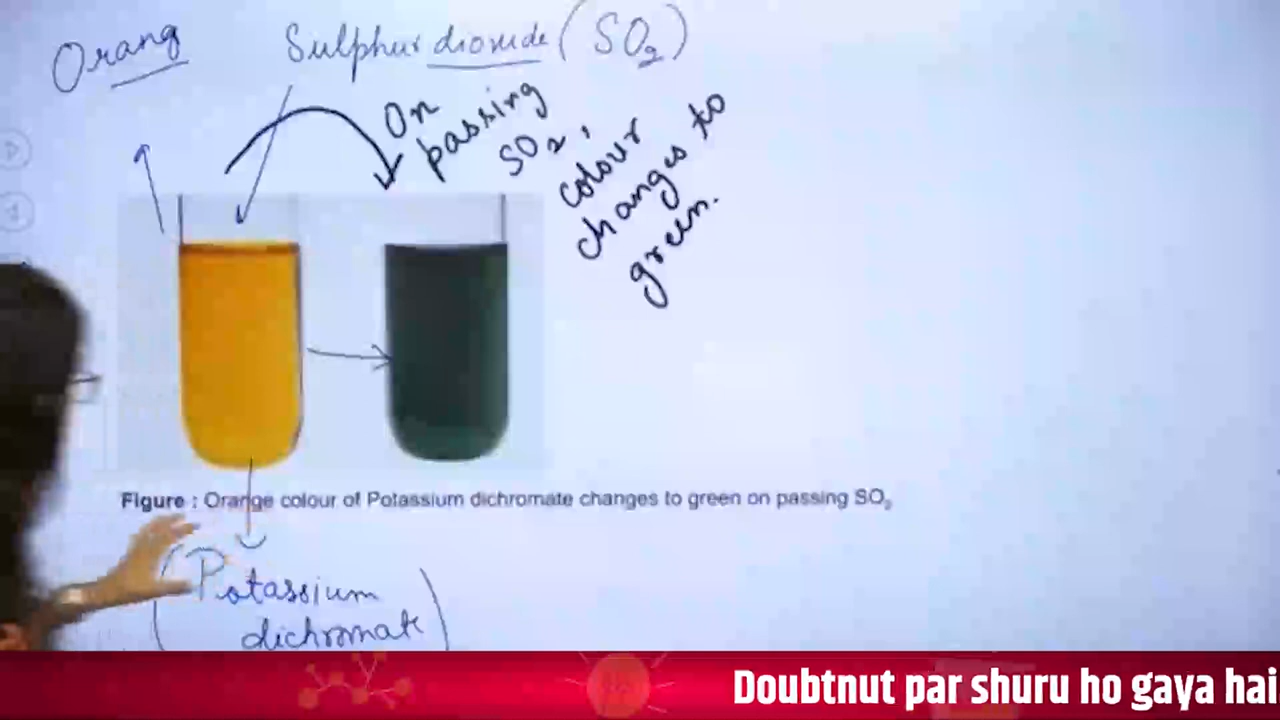 Orang
Sulphur dioxide (SO₂)
On
passing
SO₂,
colour
changes to
green.
Figure : Orange colour of Potassium dichromate changes to green on passing SO₂
(Potassium
dichromate)
Doubtnut par shuru ho gaya hai